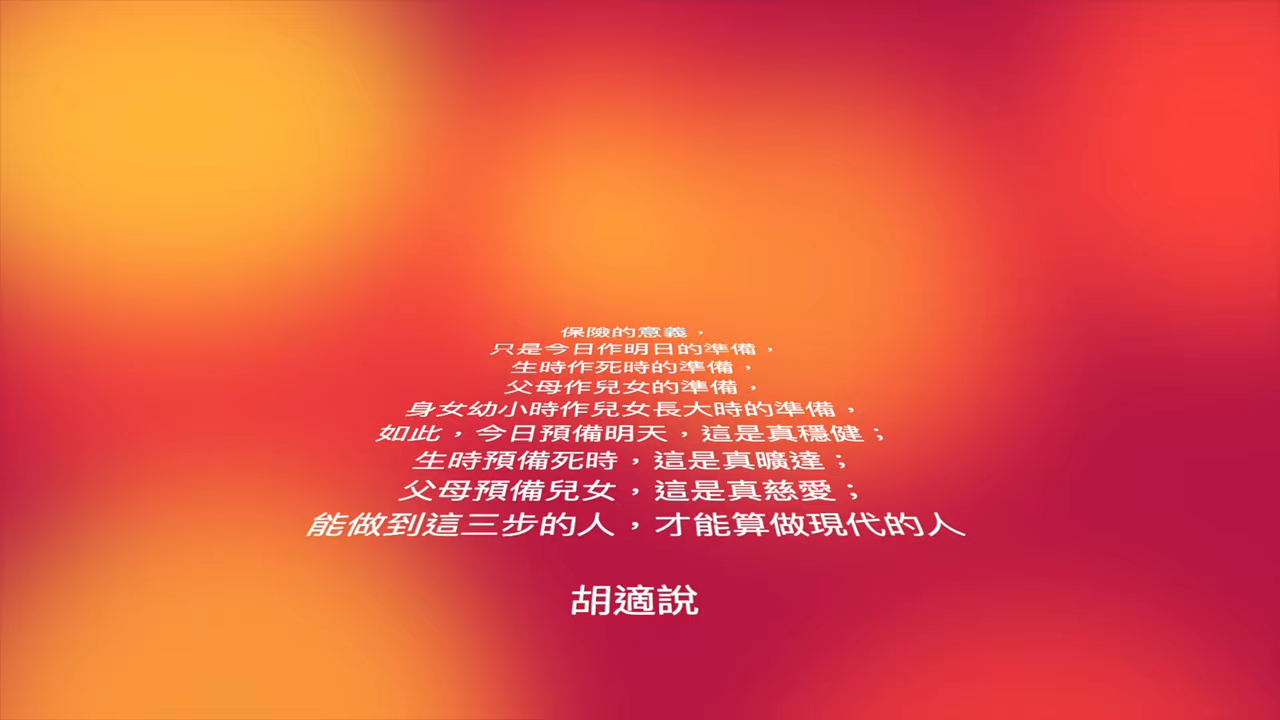 保險的意義，
只是今日作明日的準備，
生時作死時的準備，
父母作兒女的準備，
身女幼小時作兒女長大時的準備，
如此，今日預備明天，這是真穩健；
生時預備死時，這是真曠達；
父母預備兒女，這是真慈愛；
能做到這三步的人，才能算做現代的人
胡適說